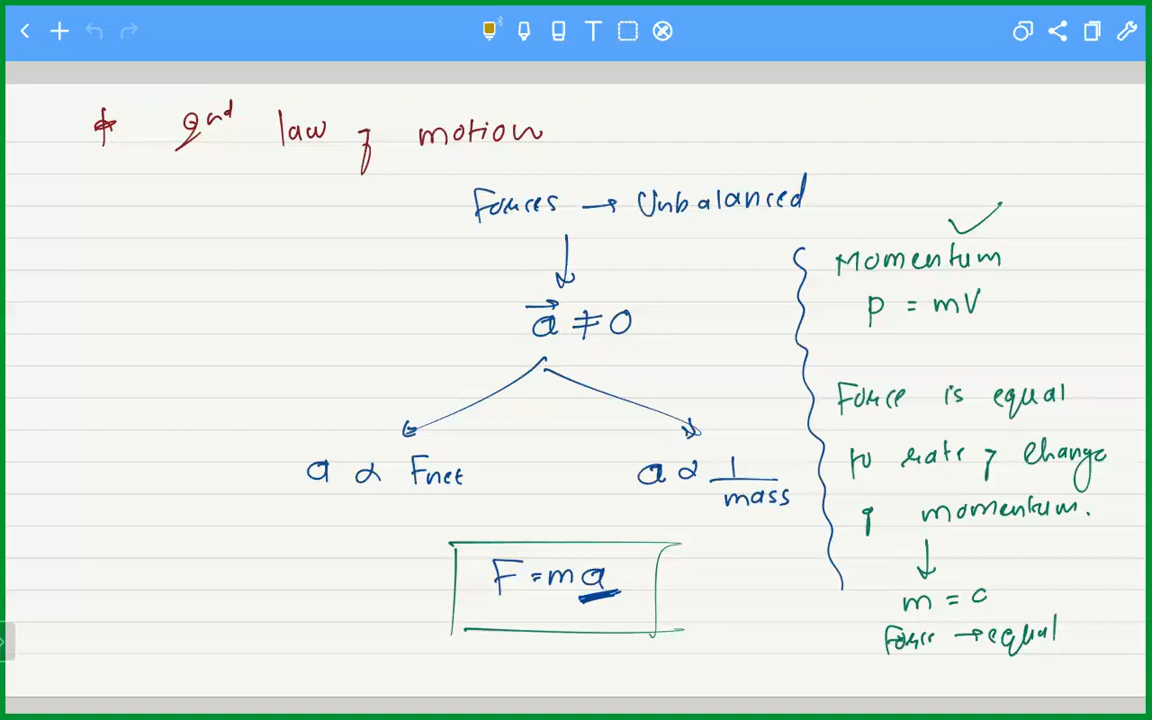 * 2nd law of motion
Forces → Unbalanced
a ≠ 0
a ∝ Fnet
a ∝ 1/mass
F = ma
Momentum
p = mV
Force is equal
to rate of change
of momentum.
m = c
Force → equal